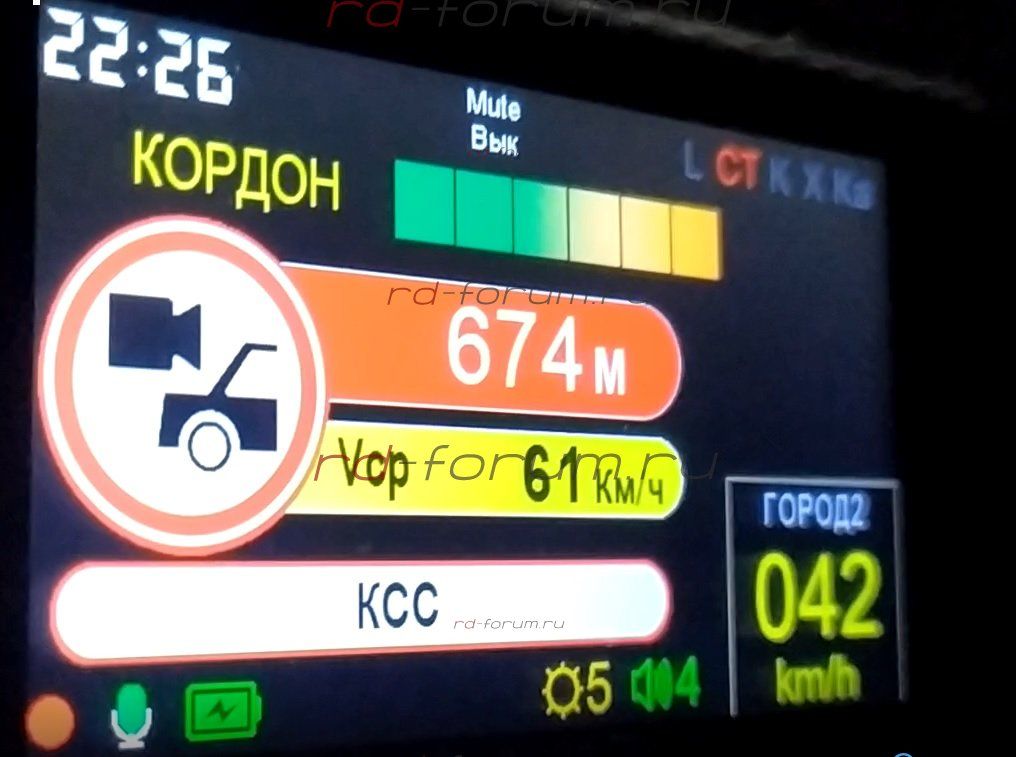 rd-forum.ru
22:26
Mute
Вык
КОРДОН
L СТ K X Ka
rd-forum.ru
674 м
rd-forum.ru
Vср 61 Км/ч
ГОРОД2
042
km/h
КСС
rd-forum.ru
5 4